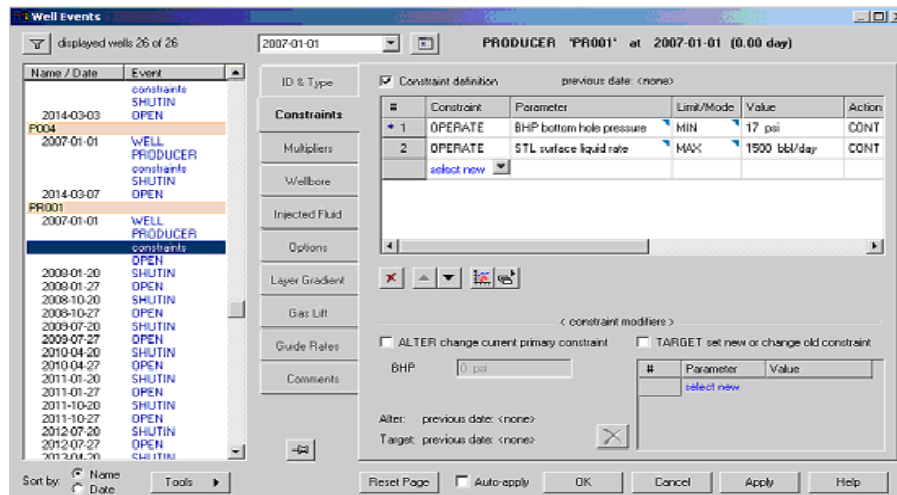 Well Events
displayed wells 26 of 26
2007-01-01
PRODUCER 'PR001' at 2007-01-01 (0.00 day)
Name / Date Event
constraints
SHUTIN
2014-03-03 OPEN
P004
2007-01-01 WELL
PRODUCER
constraints
SHUTIN
2014-03-07 OPEN
PR001
2007-01-01 WELL
PRODUCER
constraints
OPEN
2008-01-20 SHUTIN
2008-01-27 OPEN
2008-10-20 SHUTIN
2008-10-27 OPEN
2009-07-20 SHUTIN
2009-07-27 OPEN
2010-04-20 SHUTIN
2010-04-27 OPEN
2011-01-20 SHUTIN
2011-01-27 OPEN
2011-10-20 SHUTIN
2011-10-27 OPEN
2012-07-20 SHUTIN
2012-07-27 OPEN
2013-04-20 SHUTIN
Sort by: Name
Date
Tools
ID & Type
Constraints
Multipliers
Wellbore
Injected Fluid
Options
Layer Gradient
Gas Lift
Guide Rates
Comments
Constraint definition previous date: <none>
# Constraint Parameter Limit/Mode Value Action
* 1 OPERATE BHP bottom hole pressure MIN 17 psi CONT
2 OPERATE STL surface liquid rate MAX 1500 bbl/day CONT
select new
< constraint modifiers >
ALTER change current primary constraint
TARGET set new or change old constraint
BHP 0 psi
# Parameter Value
select new
Alter: previous date: <none>
Target: previous date: <none>
Reset Page Auto-apply OK Cancel Apply Help